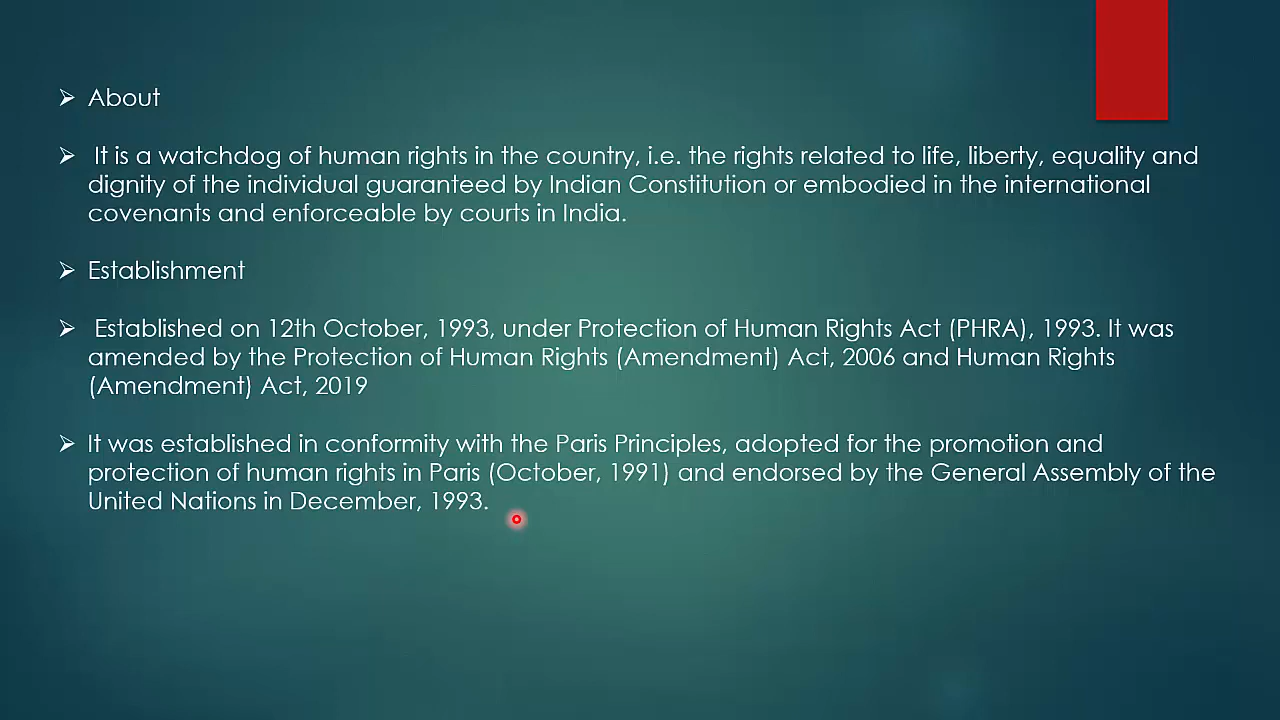 About
It is a watchdog of human rights in the country, i.e. the rights related to life, liberty, equality and
dignity of the individual guaranteed by Indian Constitution or embodied in the international
covenants and enforceable by courts in India.
Establishment
Established on 12th October, 1993, under Protection of Human Rights Act (PHRA), 1993. It was
amended by the Protection of Human Rights (Amendment) Act, 2006 and Human Rights
(Amendment) Act, 2019
It was established in conformity with the Paris Principles, adopted for the promotion and
protection of human rights in Paris (October, 1991) and endorsed by the General Assembly of the
United Nations in December, 1993.